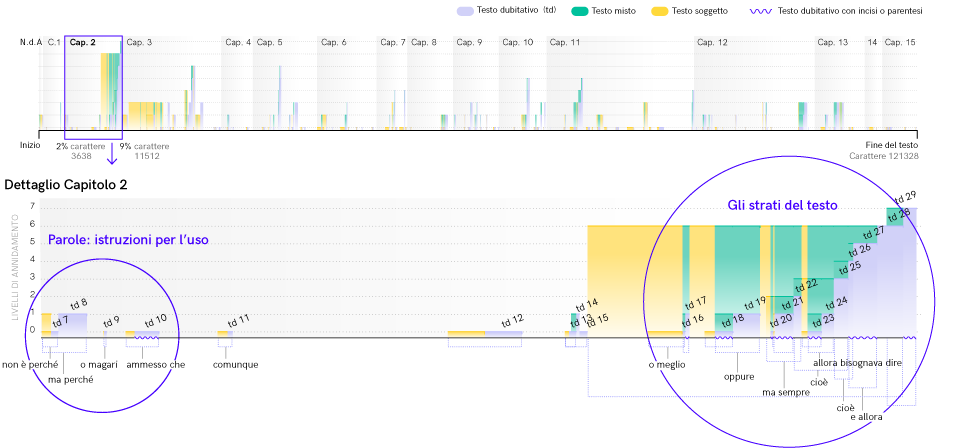 Testo dubitativo (td) Testo misto Testo soggetto Testo dubitativo con incisi o parentesi
N.d.A C.1 Cap. 2 Cap. 3 Cap. 4 Cap. 5 Cap. 6 Cap. 7 Cap. 8 Cap. 9 Cap. 10 Cap. 11 Cap. 12 Cap. 13 14 Cap. 15
Inizio 2% carattere 9% carattere Fine del testo
3638 11512 Carattere 121328
Dettaglio Capitolo 2
LIVELLI DI ANNIDAMENTO
7
6
5
4
3
2
1
0
Parole: istruzioni per l'uso
Gli strati del testo
td 7
td 8
td 9
td 10
td 11
td 12
td 13
td 14
td 15
td 16
td 17
td 18
td 19
td 20
td 21
td 22
td 23
td 24
td 25
td 26
td 27
td 28
td 29
non è perché
ma perché
o magari
ammesso che
comunque
o meglio
oppure
ma sempre
cioè
allora bisognava dire
cioè
e allora